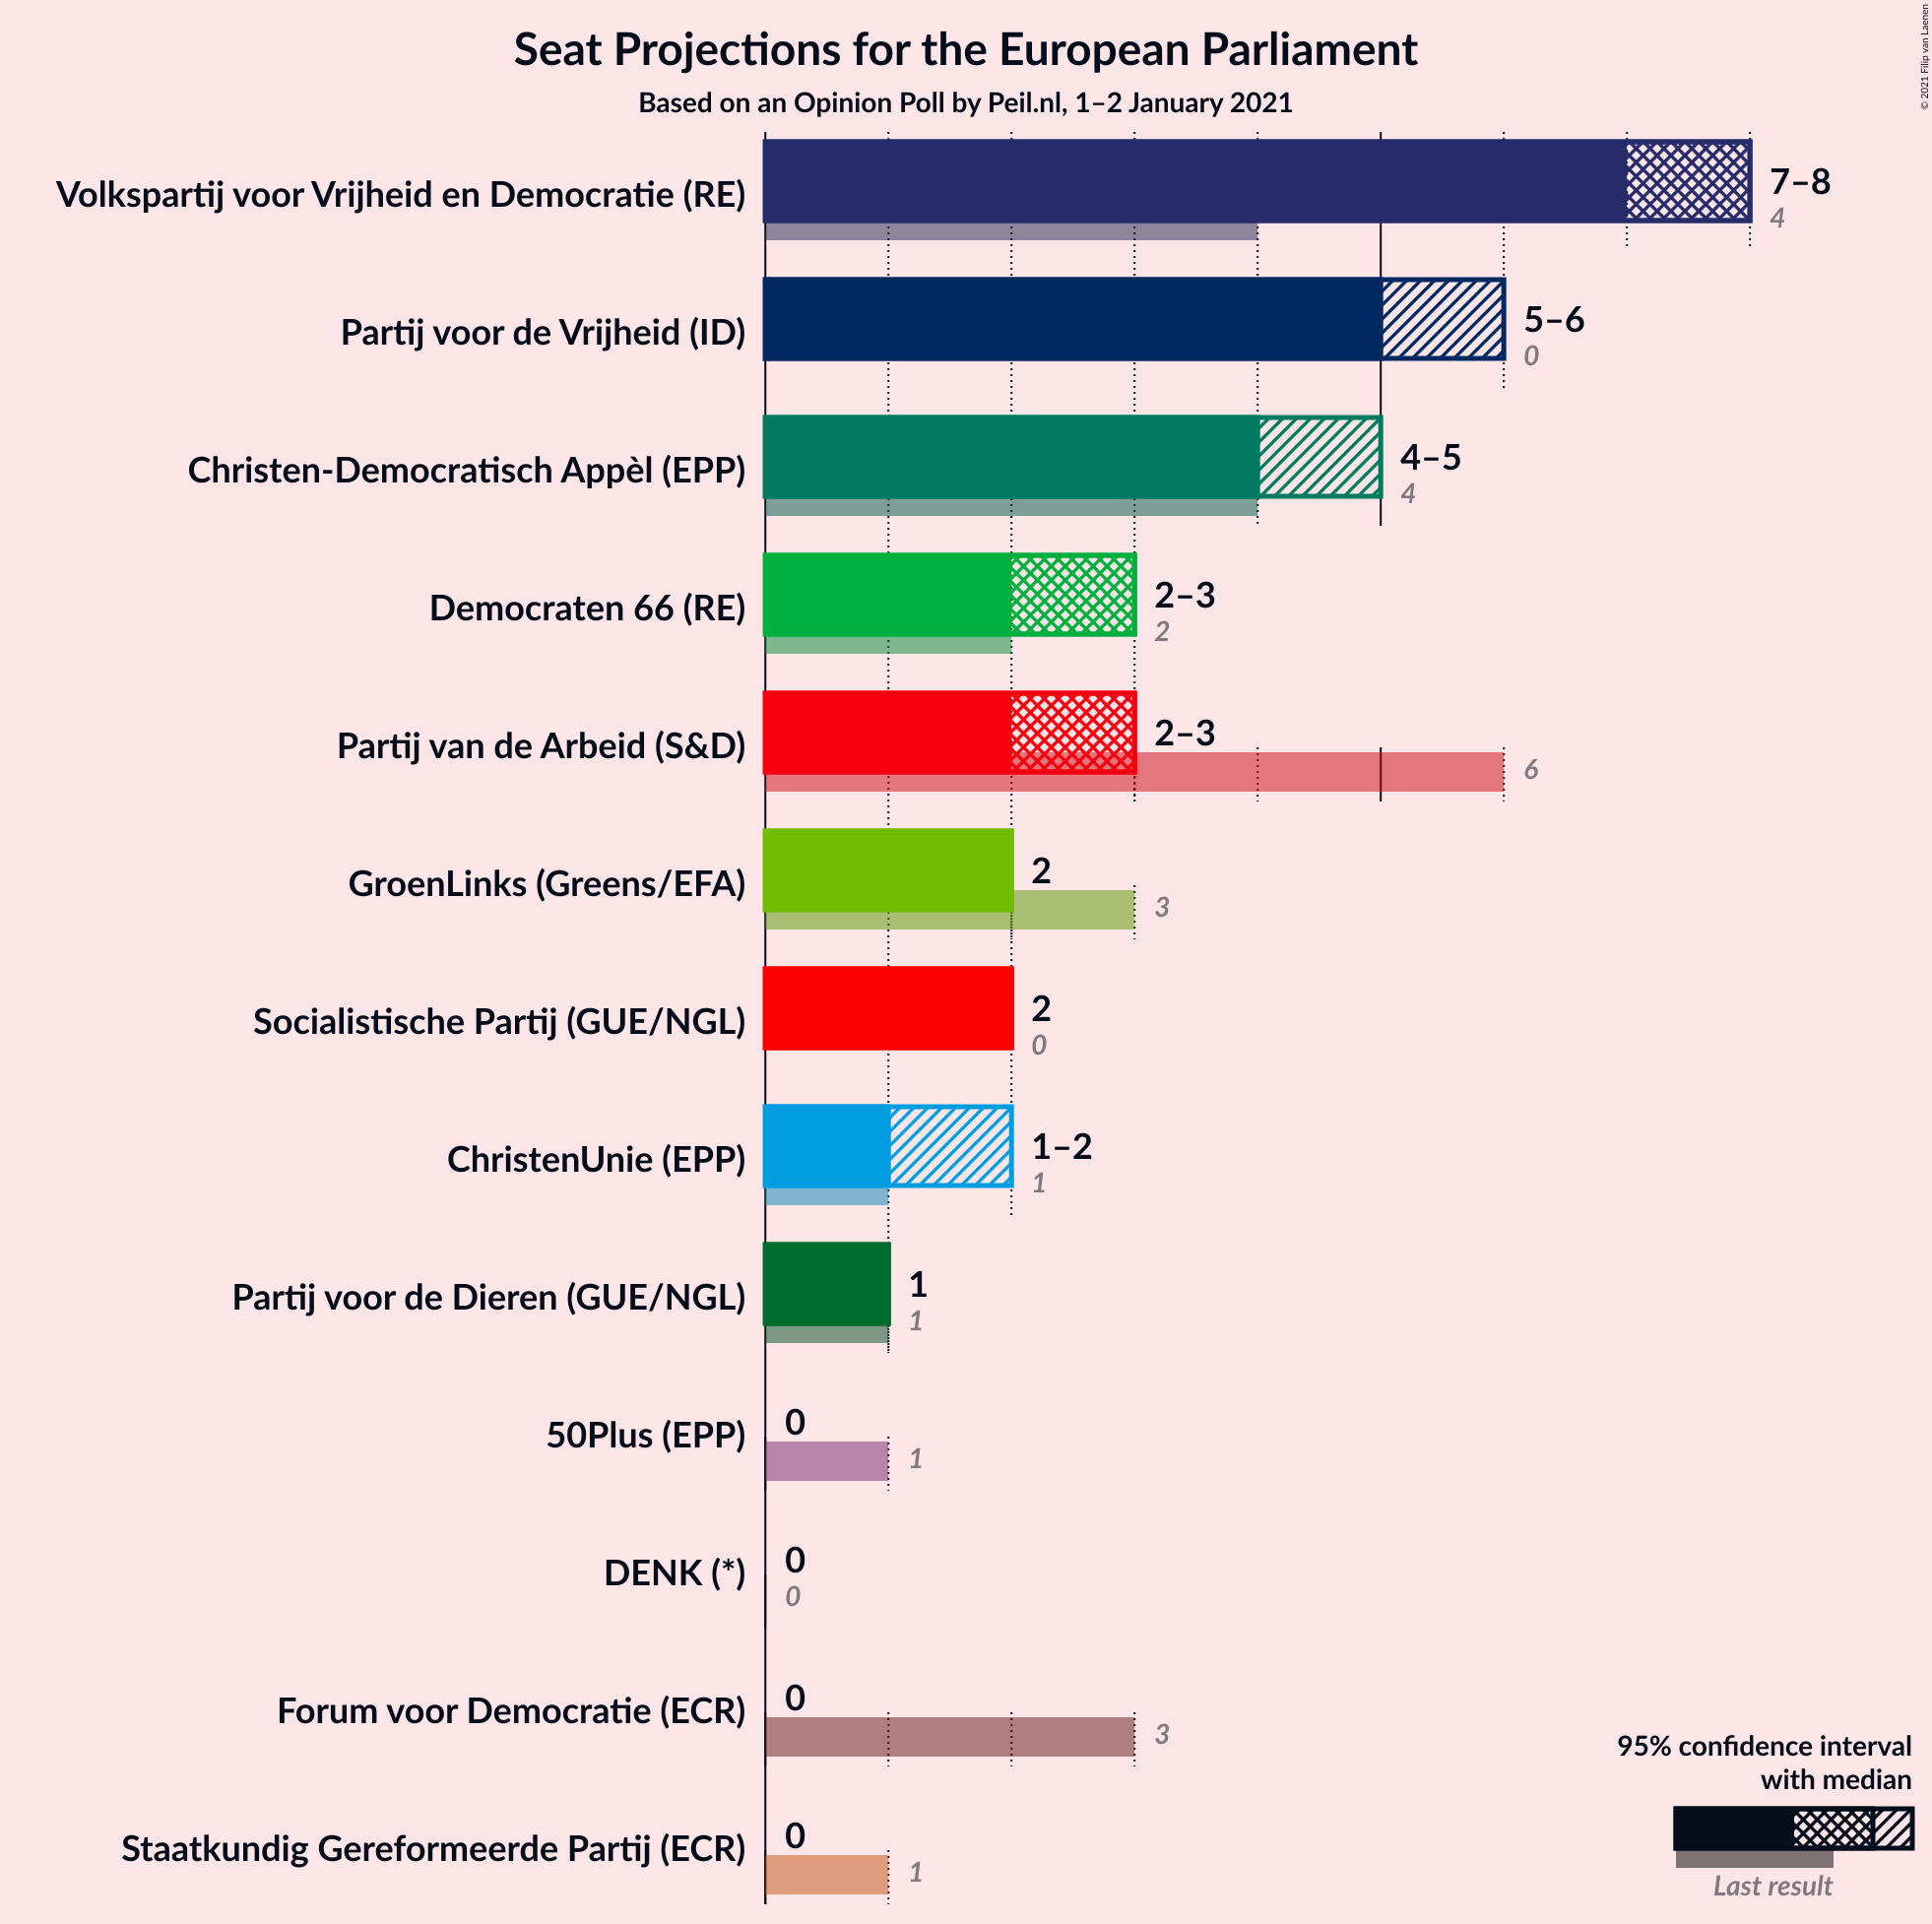 Seat Projections for the European Parliament
Based on an Opinion Poll by Peil.nl, 1–2 January 2021
© 2021 Filip van Laenen
Volkspartij voor Vrijheid en Democratie (RE)
7–8
4
Partij voor de Vrijheid (ID)
5–6
0
Christen-Democratisch Appèl (EPP)
4–5
4
Democraten 66 (RE)
2–3
2
Partij van de Arbeid (S&D)
2–3
6
GroenLinks (Greens/EFA)
2
3
Socialistische Partij (GUE/NGL)
2
0
ChristenUnie (EPP)
1–2
1
Partij voor de Dieren (GUE/NGL)
1
1
50Plus (EPP)
0
1
DENK (*)
0
0
Forum voor Democratie (ECR)
0
3
Staatkundig Gereformeerde Partij (ECR)
0
1
95% confidence interval
with median
Last result